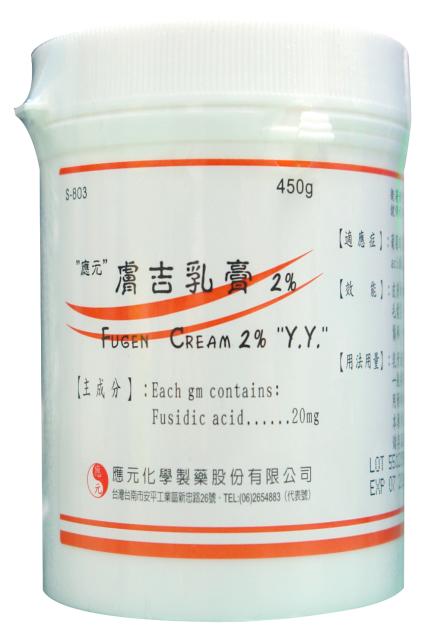 S-803
450g
"應元" 膚吉乳膏 2%
FUGEN CREAM 2% "Y.Y."
【主成分】:Each gm contains:
Fusidic acid......20mg
應元
應元化學製藥股份有限公司
台灣台南市安平工業區新忠路26號‧TEL:(06)2654883 (代表號)
【適應症】:
【效能】:
【用法用量】:
LOT
EXP 07